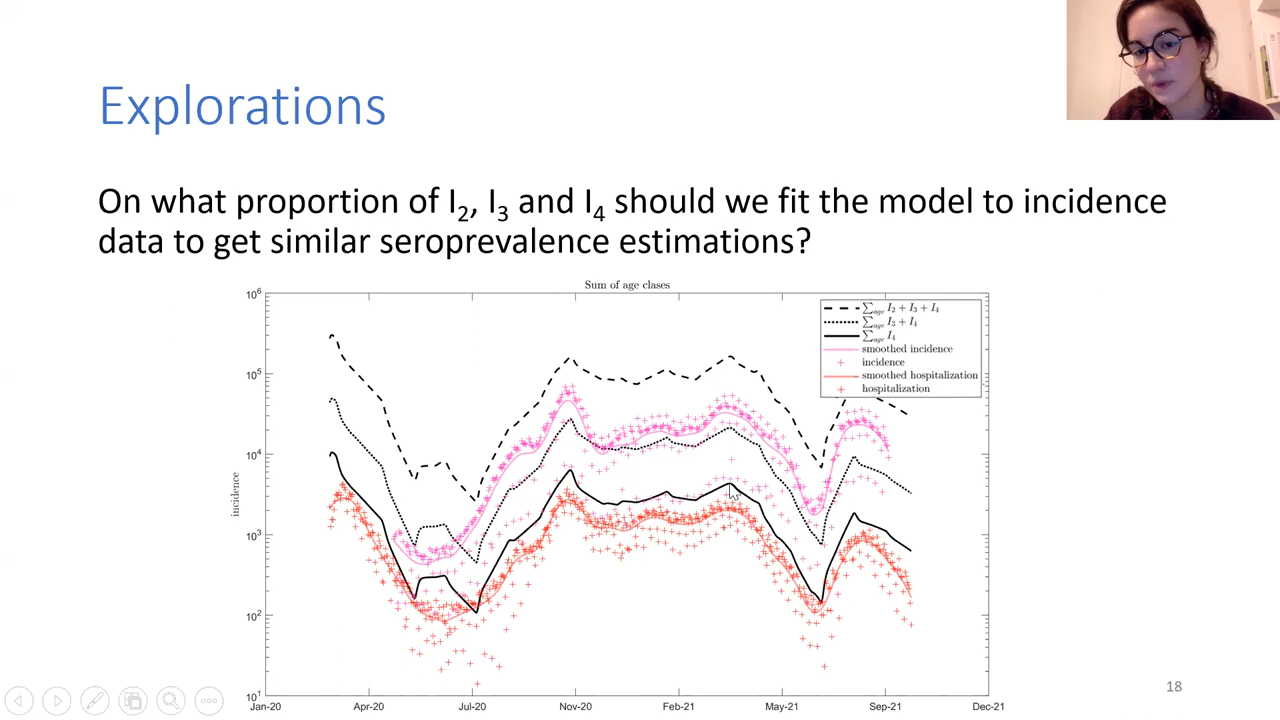 Explorations
On what proportion of I2, I3 and I4 should we fit the model to incidence
data to get similar seroprevalence estimations?
Sum of age clases
10^6
10^5
10^4
10^3
10^2
10^1
incidence
∑age I2 + I3 + I4
∑age I3 + I4
∑age I4
smoothed incidence
incidence
smoothed hospitalization
hospitalization
Jan-20 Apr-20 Jul-20 Nov-20 Feb-21 May-21 Sep-21 Dec-21
18